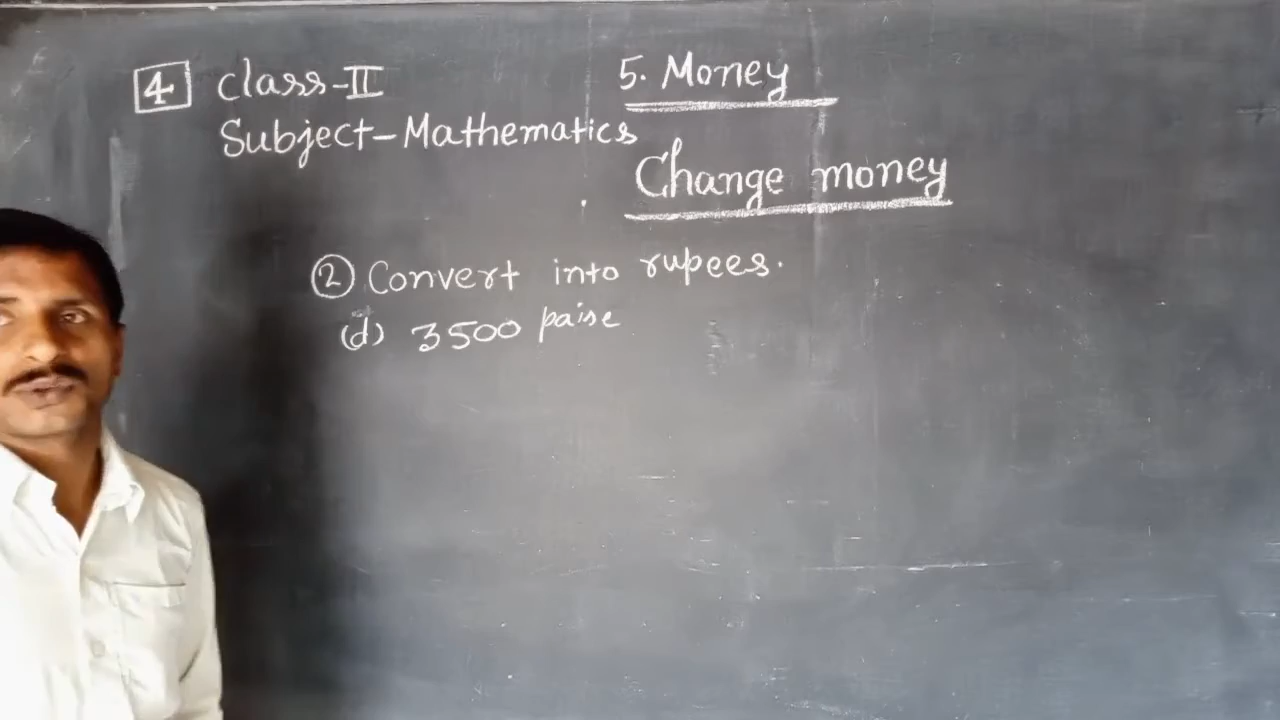 4 Class-II
Subject-Mathematics
5. Money
Change money
② Convert into rupees.
(d) 3500 paise